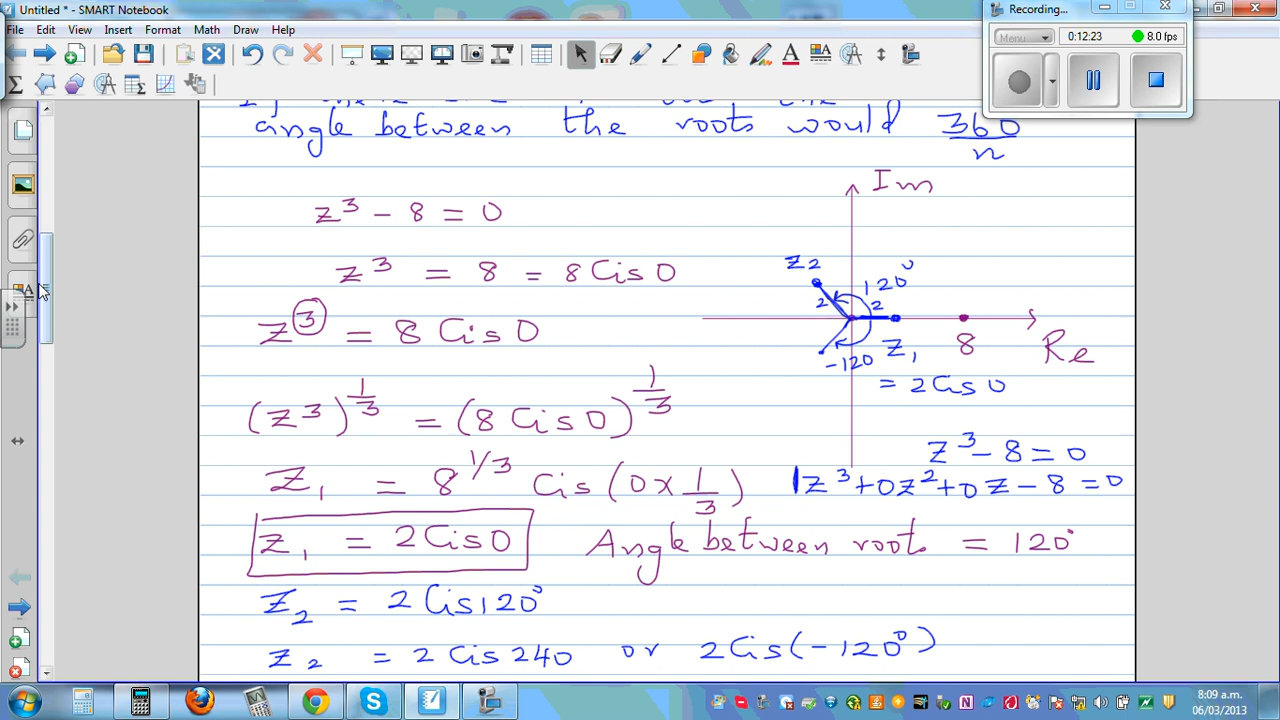 Untitled * - SMART Notebook
Recording...
File Edit View Insert Format Math Draw Help
Menu
0:12:23
8.0 fps
angle between the roots would 360/n
Im
z³ - 8 = 0
z³ = 8 = 8 Cis 0
z2
120°
2
2
z³ = 8 Cis 0
8
Re
-120
z₁
= 2 Cis 0
(z³)^1/3 = (8 Cis 0)^1/3
z³ - 8 = 0
z₁ = 8^1/3 Cis (0 x 1/3)
1z³ + 0z² + 0z - 8 = 0
z₁ = 2 Cis 0
Angle between roots = 120°
z₂ = 2 Cis 120°
z₂ = 2 Cis 240 or 2 Cis (-120°)
8:09 a.m.
06/03/2013